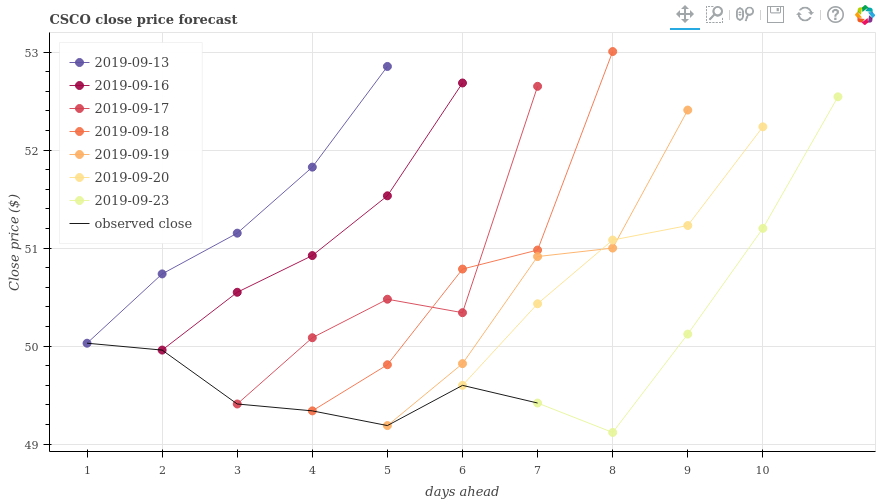 CSCO close price forecast
53
52
51
50
49
Close price ($)
2019-09-13
2019-09-16
2019-09-17
2019-09-18
2019-09-19
2019-09-20
2019-09-23
observed close
1 2 3 4 5 6 7 8 9 10
days ahead